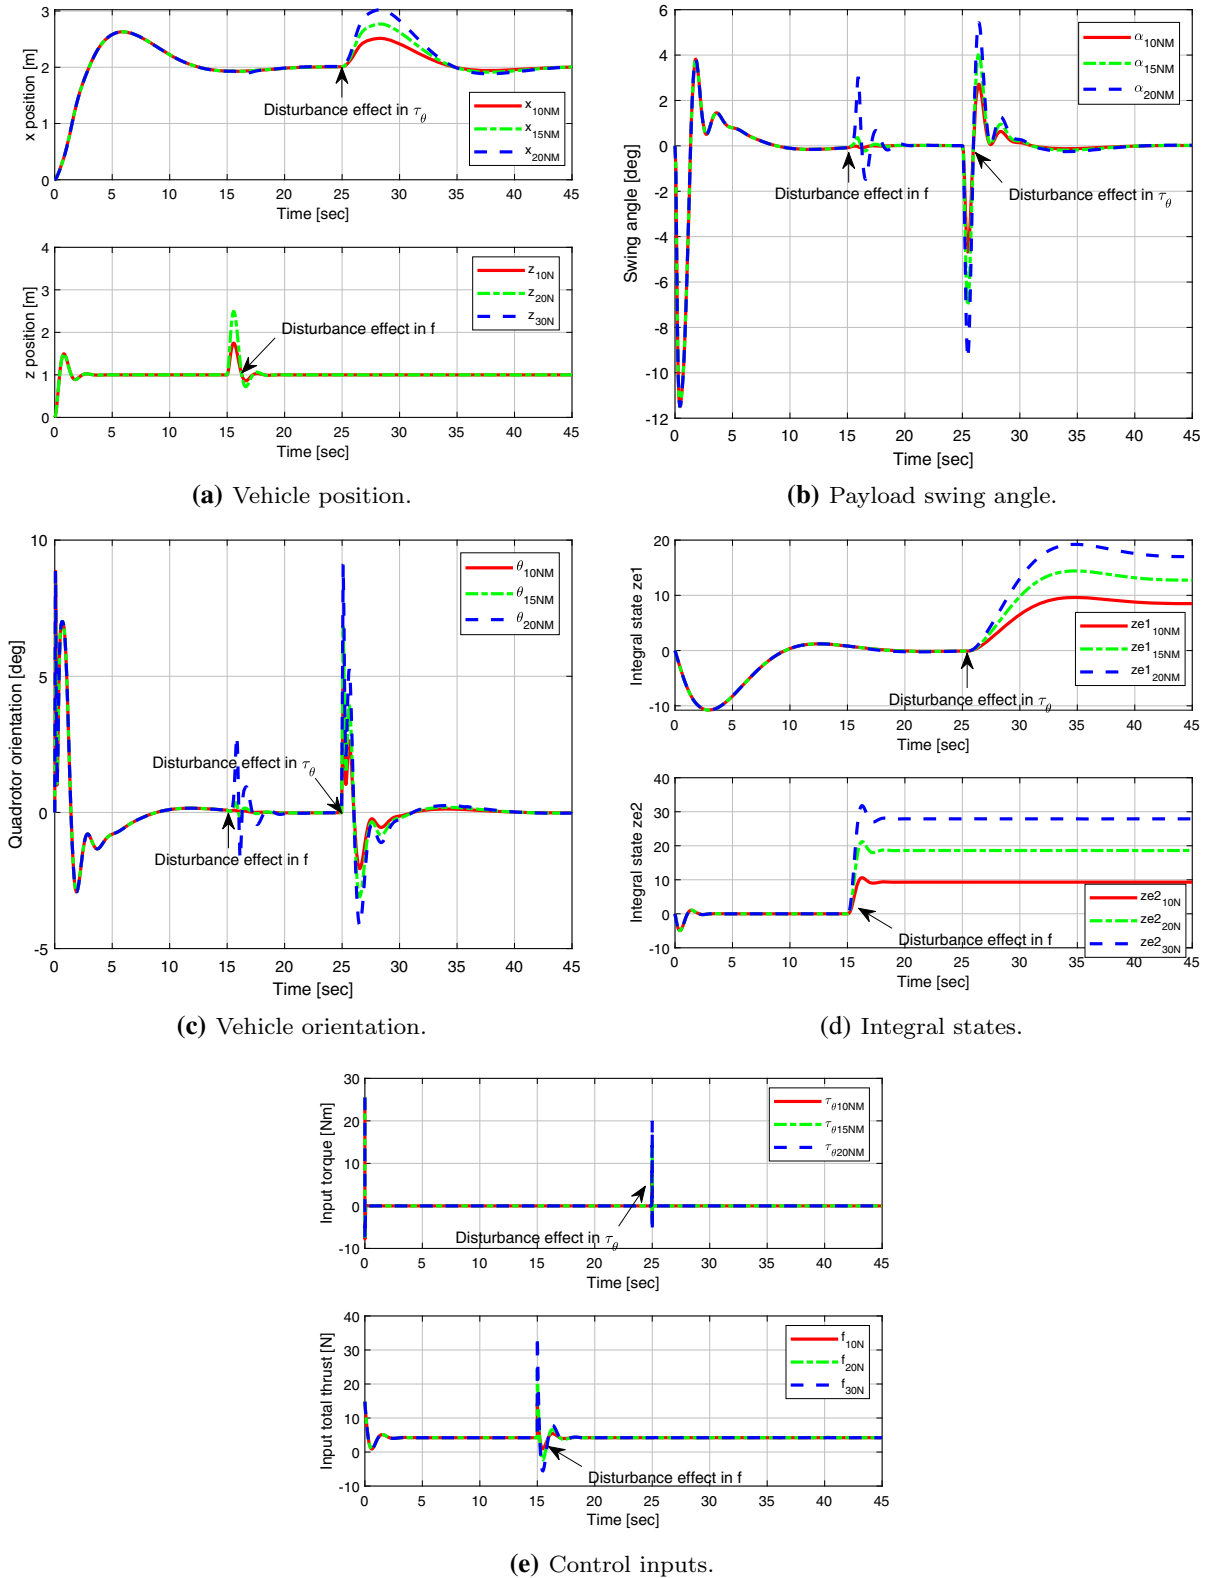 3
2
1
0
x position [m]
Disturbance effect in τθ
x10NM
x15NM
x20NM
0 5 10 15 20 25 30 35 40 45
Time [sec]
4
3
2
1
0
z position [m]
z10N
z20N
z30N
Disturbance effect in f
0 5 10 15 20 25 30 35 40 45
Time [sec]
(a) Vehicle position.
6
4
2
0
-2
-4
-6
-8
-10
-12
Swing angle [deg]
α10NM
α15NM
α20NM
Disturbance effect in f
Disturbance effect in τθ
0 5 10 15 20 25 30 35 40 45
Time [sec]
(b) Payload swing angle.
10
5
0
-5
Quadrotor orientation [deg]
θ10NM
θ15NM
θ20NM
Disturbance effect in τθ
Disturbance effect in f
0 5 10 15 20 25 30 35 40 45
Time [sec]
(c) Vehicle orientation.
20
10
0
-10
Integral state ze1
ze110NM
ze115NM
ze120NM
Disturbance effect in τθ
0 5 10 15 20 25 30 35 40 45
Time [sec]
40
30
20
10
0
-10
Integral state ze2
ze210N
ze220N
ze230N
Disturbance effect in f
0 5 10 15 20 25 30 35 40 45
Time [sec]
(d) Integral states.
30
20
10
0
-10
Input torque [Nm]
τθ10NM
τθ15NM
τθ20NM
Disturbance effect in τθ
0 5 10 15 20 25 30 35 40 45
Time [sec]
40
30
20
10
0
-10
Input total thrust [N]
f10N
f20N
f30N
Disturbance effect in f
0 5 10 15 20 25 30 35 40 45
Time [sec]
(e) Control inputs.